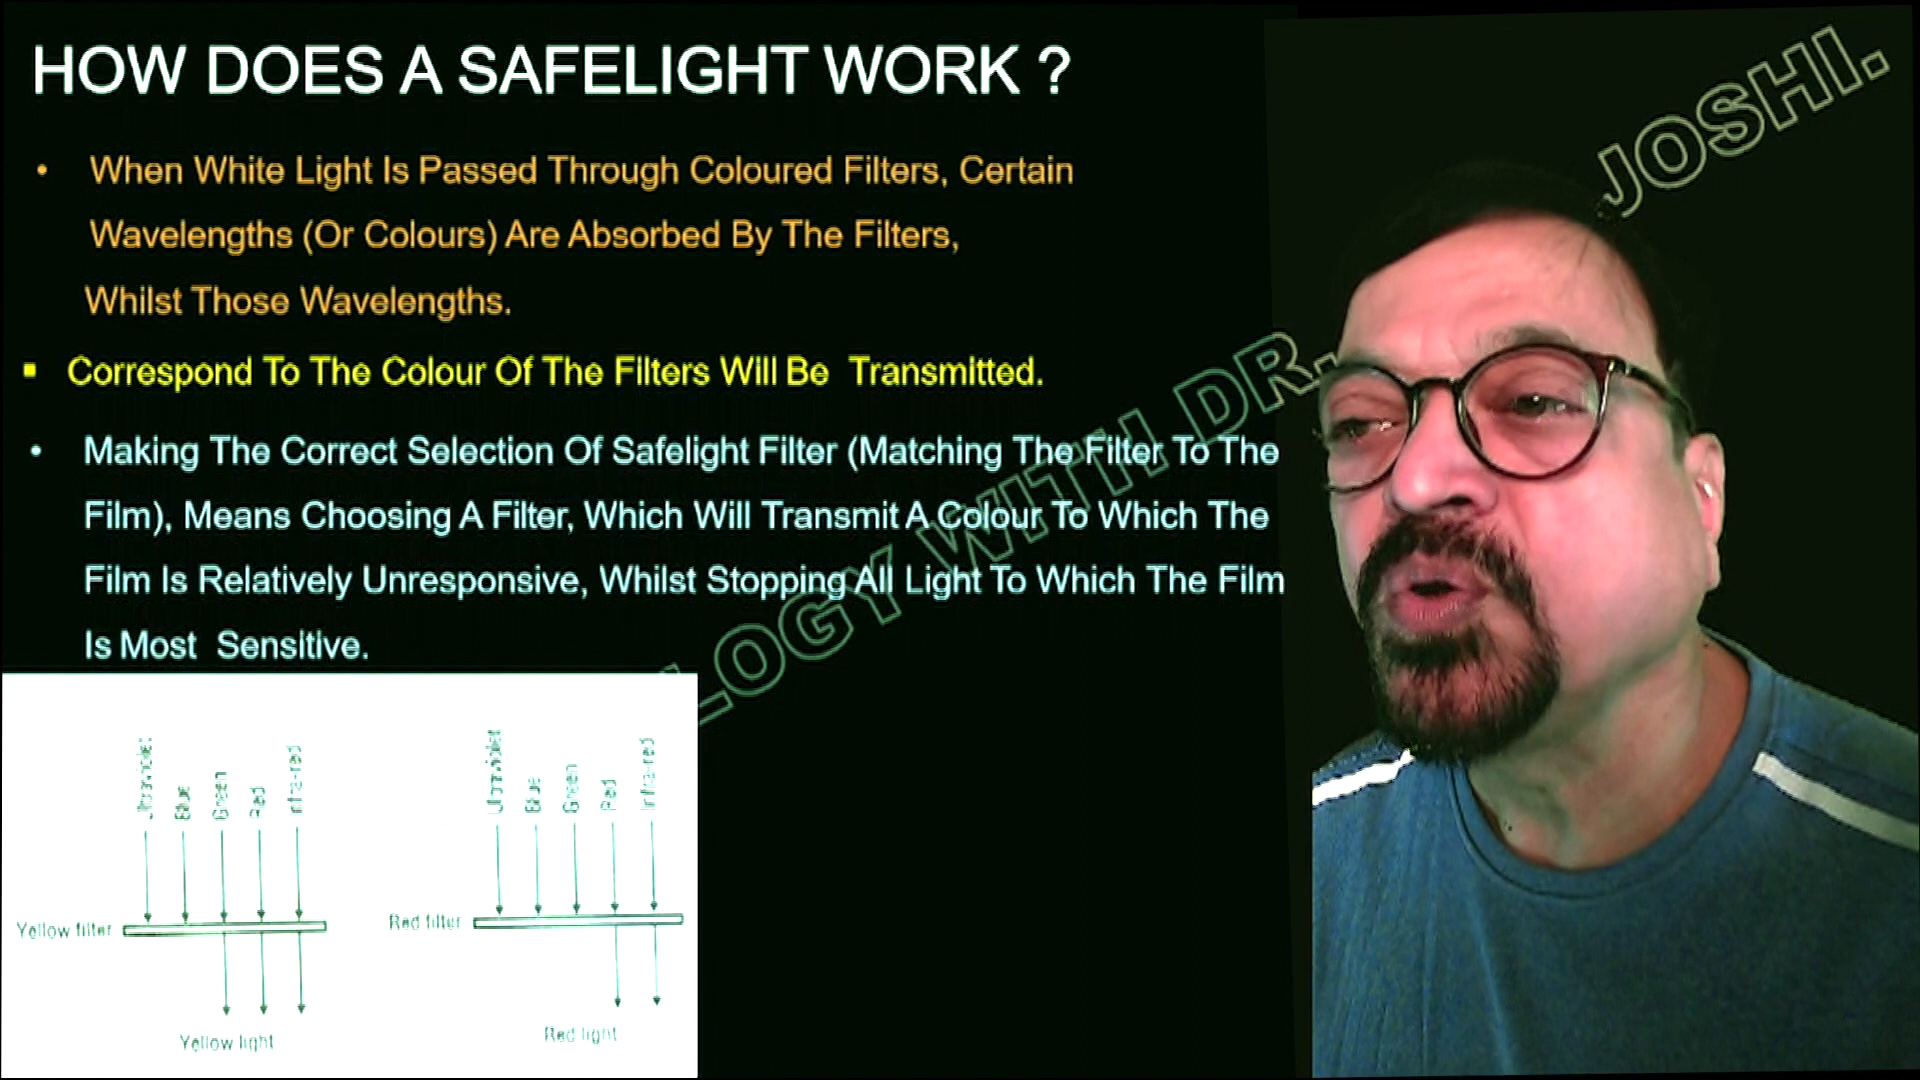 HOW DOES A SAFELIGHT WORK ?
• When White Light Is Passed Through Coloured Filters, Certain
Wavelengths (Or Colours) Are Absorbed By The Filters,
Whilst Those Wavelengths.
▪ Correspond To The Colour Of The Filters Will Be Transmitted.
• Making The Correct Selection Of Safelight Filter (Matching The Filter To The
Film), Means Choosing A Filter, Which Will Transmit A Colour To Which The
Film Is Relatively Unresponsive, Whilst Stopping All Light To Which The Film
Is Most Sensitive.
LOGY WITH DR. JOSHI.
Ultraviolet
Blue
Green
Red
Infra-red
Yellow filter
Yellow light
Ultraviolet
Blue
Green
Red
Infra-red
Red filter
Red light